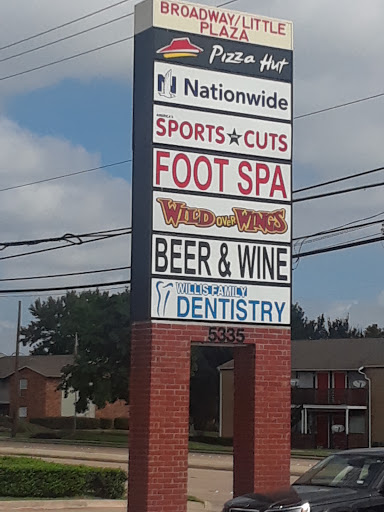 BROADWAY/LITTLE
PLAZA
Pizza Hut
N Nationwide
SPORTS★CUTS
FOOT SPA
WILD OVER WINGS
BEER & WINE
WILLIS FAMILY
DENTISTRY
5335